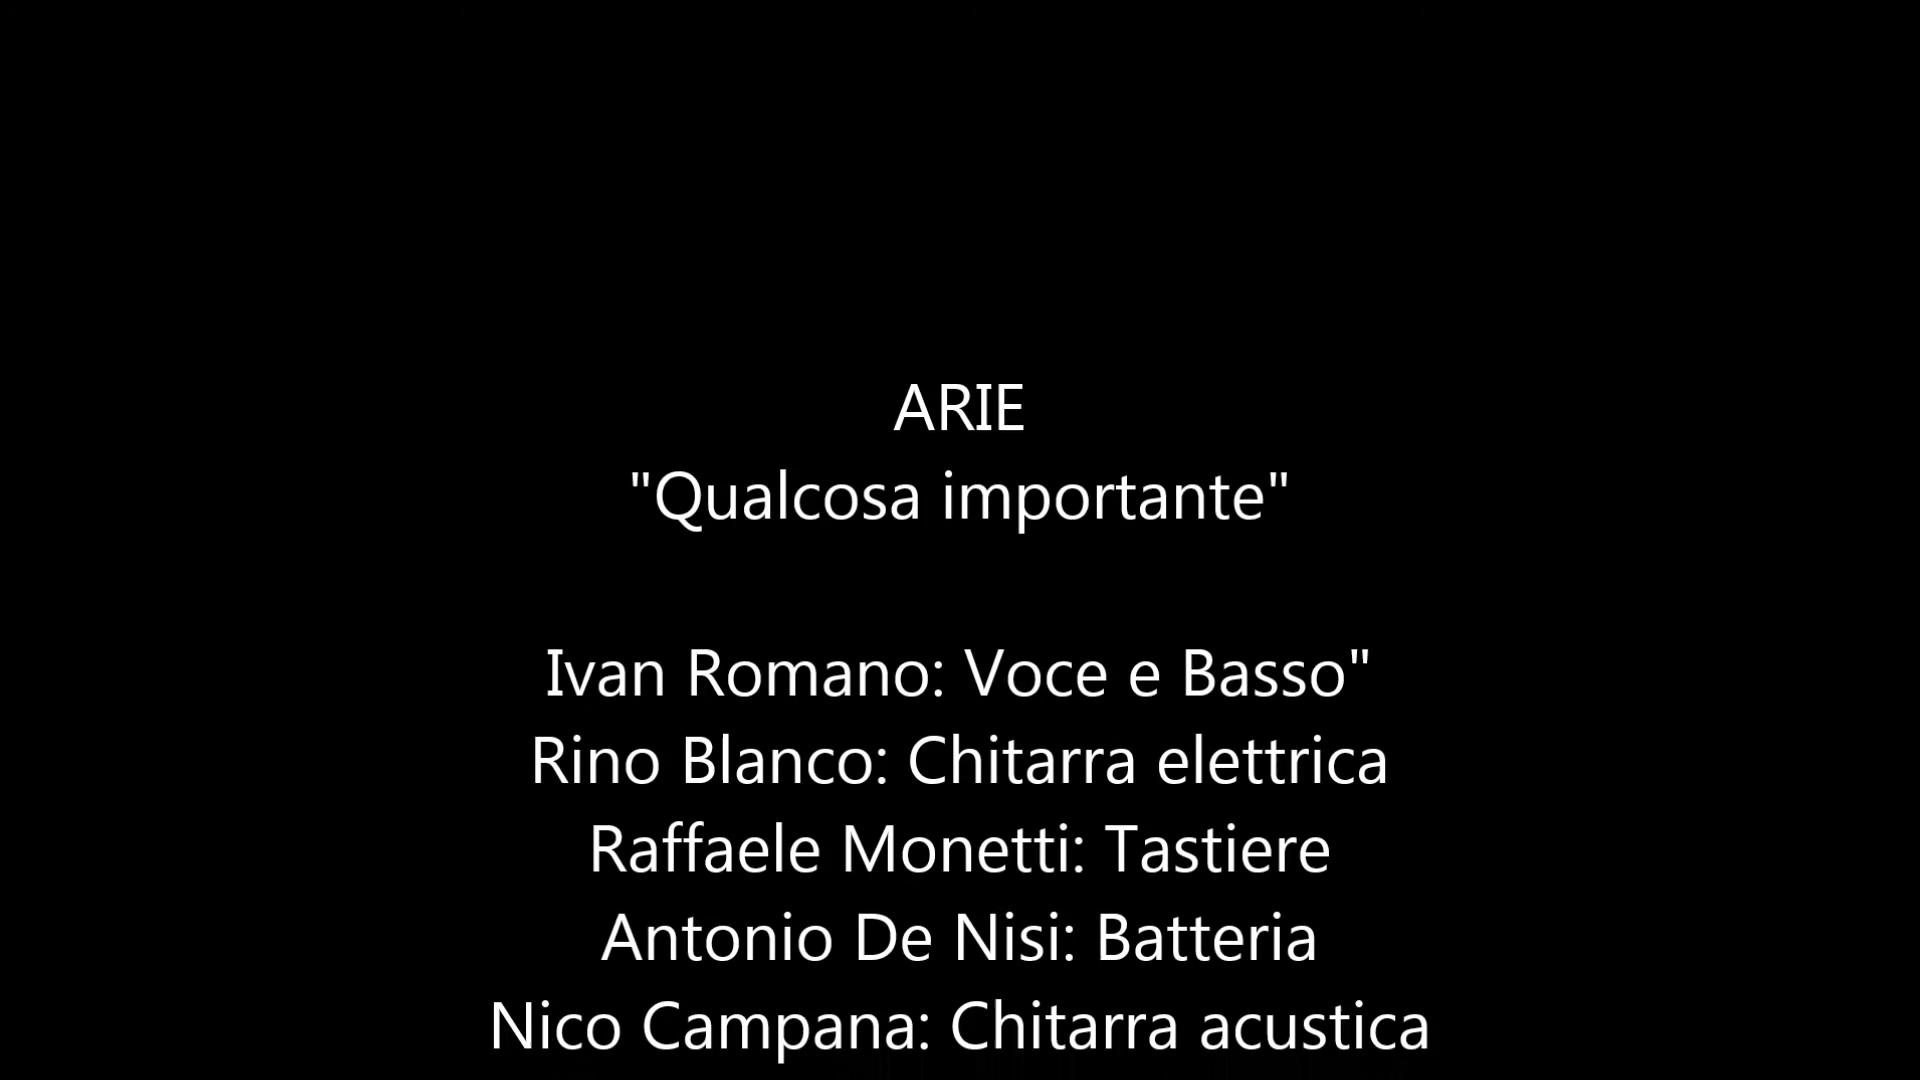 ARIE
"Qualcosa importante"
Ivan Romano: Voce e Basso"
Rino Blanco: Chitarra elettrica
Raffaele Monetti: Tastiere
Antonio De Nisi: Batteria
Nico Campana: Chitarra acustica